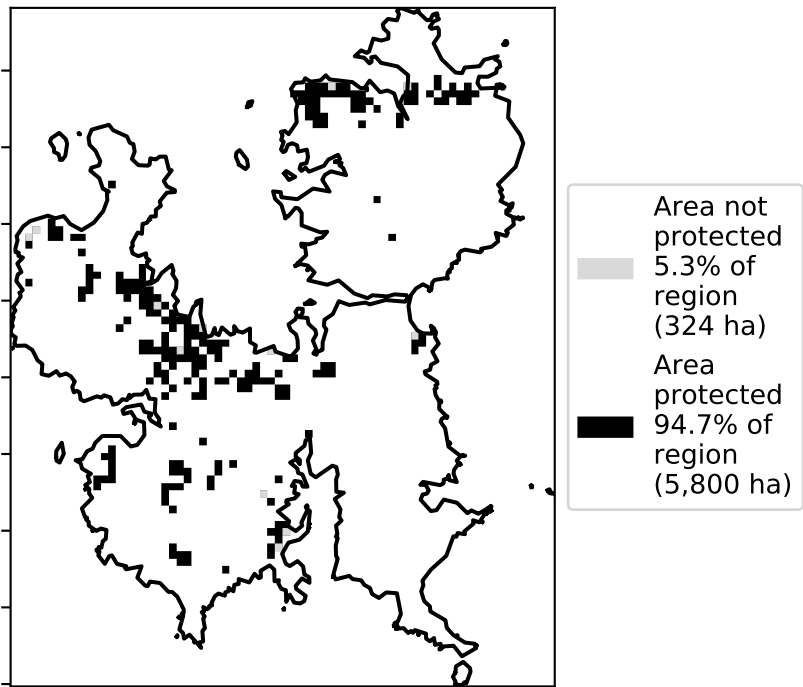 Area not
protected
5.3% of
region
(324 ha)
Area
protected
94.7% of
region
(5,800 ha)